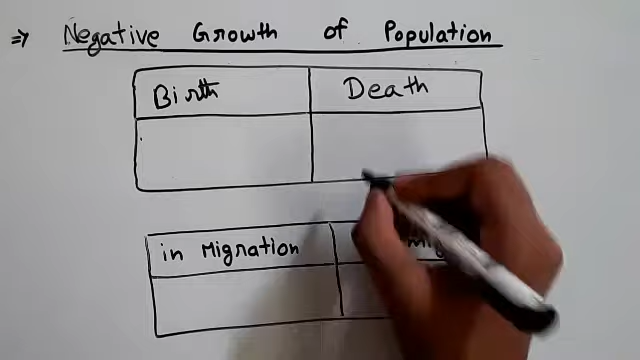 ⇒ Negative Growth of Population
Birth Death
in Migration